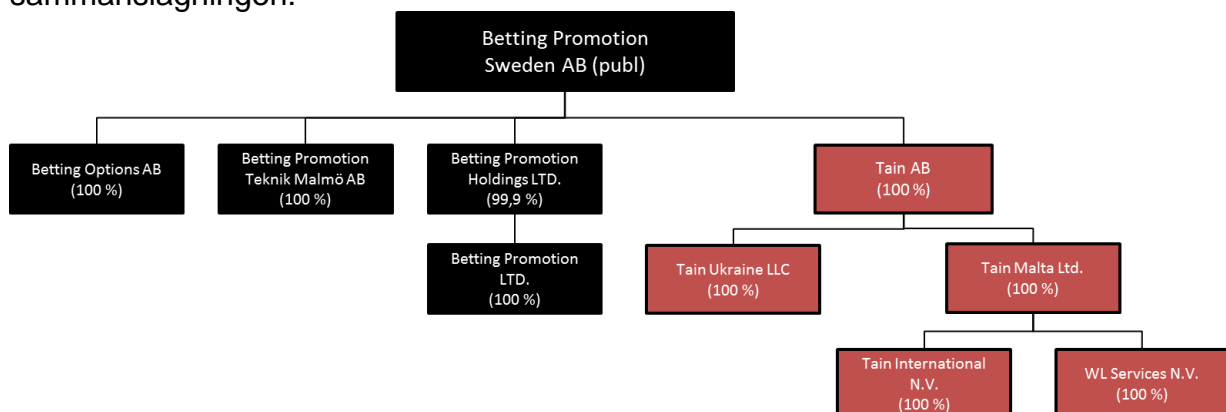 sammanslagningen.
Betting Promotion
Sweden AB (publ)
Betting Options AB
(100 %)
Betting Promotion
Teknik Malmö AB
(100 %)
Betting Promotion
Holdings LTD.
(99,9 %)
Tain AB
(100 %)
Betting Promotion
LTD.
(100 %)
Tain Ukraine LLC
(100 %)
Tain Malta Ltd.
(100 %)
Tain International
N.V.
(100 %)
WL Services N.V.
(100 %)